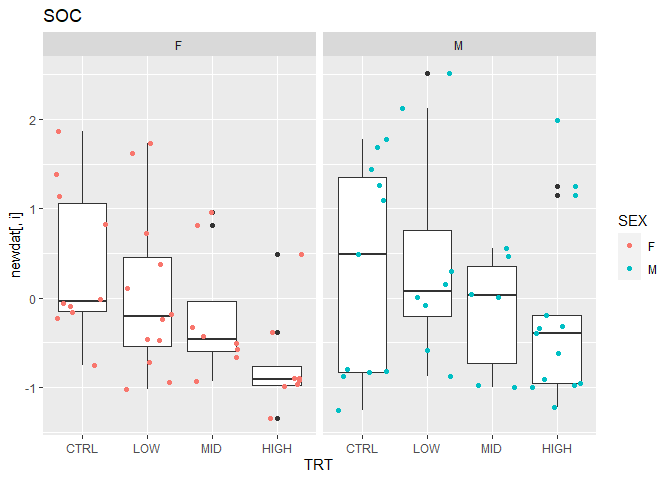 SOC
F
M
newdat[, i]
2
1
0
-1
CTRL
LOW
MID
HIGH
CTRL
LOW
MID
HIGH
TRT
SEX
F
M